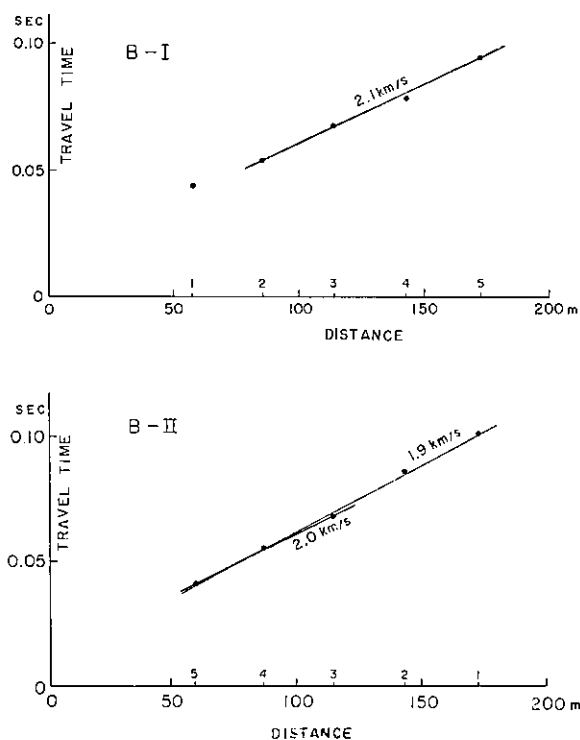 SEC
0.10
B-I
TRAVEL TIME
2.1 km/s
0.05
0
1 2 3 4 5
0 50 100 150 200 m
DISTANCE
SEC
0.10
B-II
TRAVEL TIME
1.9 km/s
2.0 km/s
0.05
0
5 4 3 2 1
0 50 100 150 200 m
DISTANCE